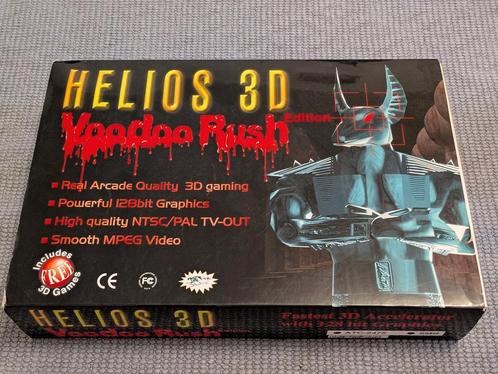 HELIOS 3D
Voodoo Rush Edition
Real Arcade Quality 3D gaming
Powerful 128bit Graphics
High quality NTSC/PAL TV-OUT
Smooth MPEG Video
Includes
FREE
3D Games
CE
FC
HELIOS 3D
Voodoo Rush
Fastest 3D Accelerator
with 128 bit Graphics